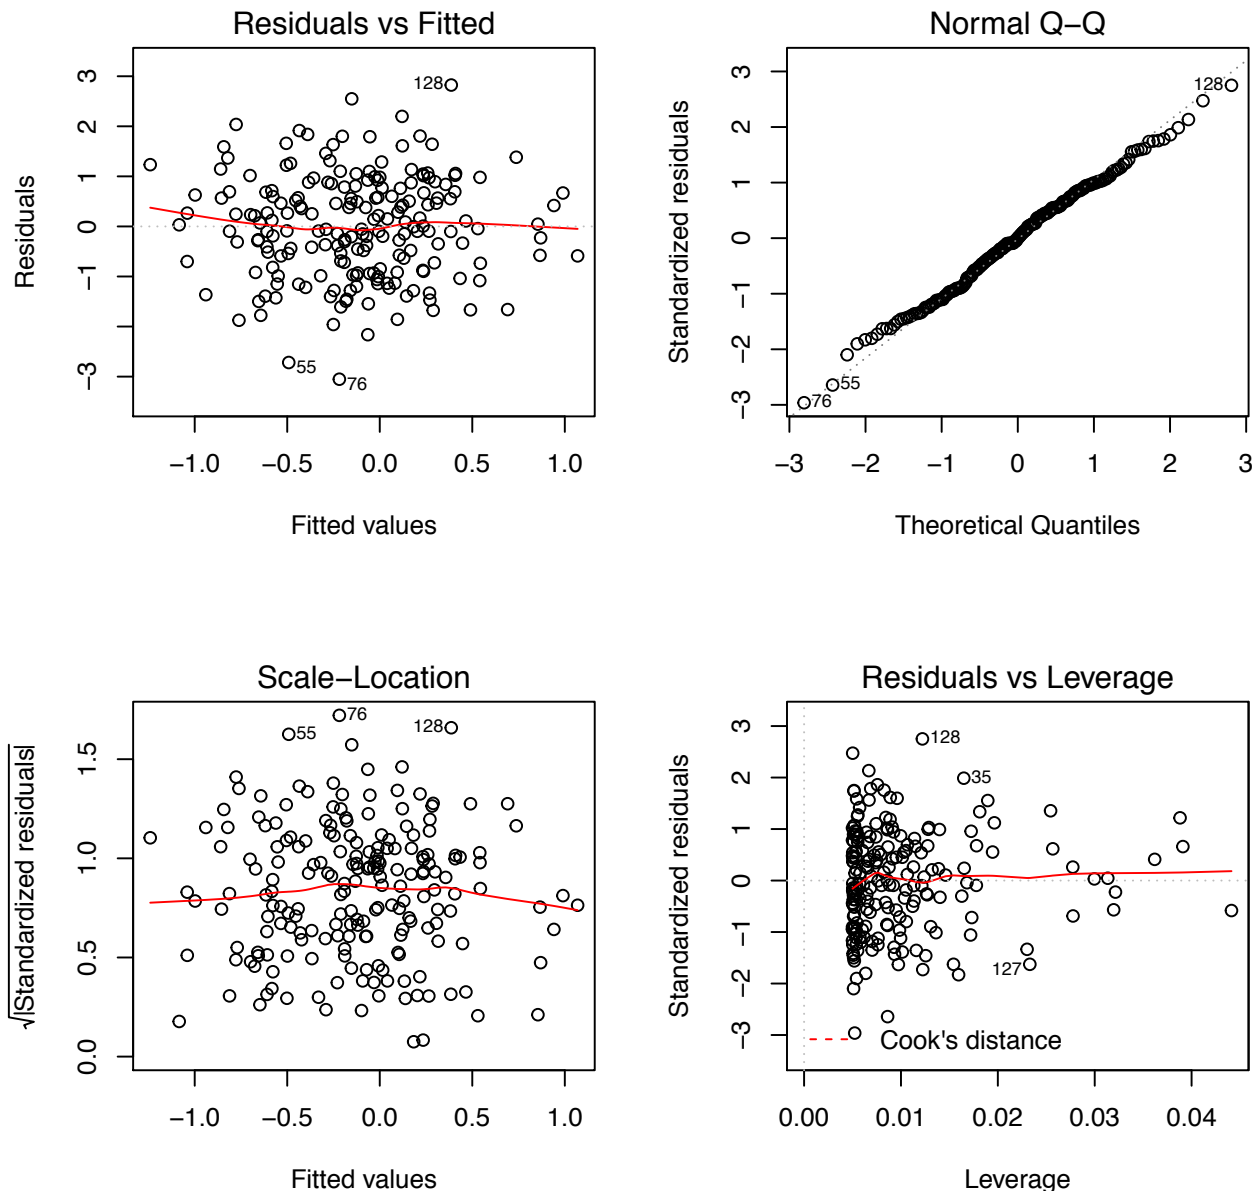 Residuals vs Fitted
Residuals
3
2
1
0
−1
−3
128
55
76
−1.0 −0.5 0.0 0.5 1.0
Fitted values
Normal Q−Q
Standardized residuals
3
2
1
0
−1
−2
−3
128
55
76
−3 −2 −1 0 1 2 3
Theoretical Quantiles
Scale−Location
√|Standardized residuals|
1.5
1.0
0.5
0.0
76
55
128
−1.0 −0.5 0.0 0.5 1.0
Fitted values
Residuals vs Leverage
Standardized residuals
3
2
1
0
−1
−2
−3
128
35
127
Cook's distance
0.00 0.01 0.02 0.03 0.04
Leverage